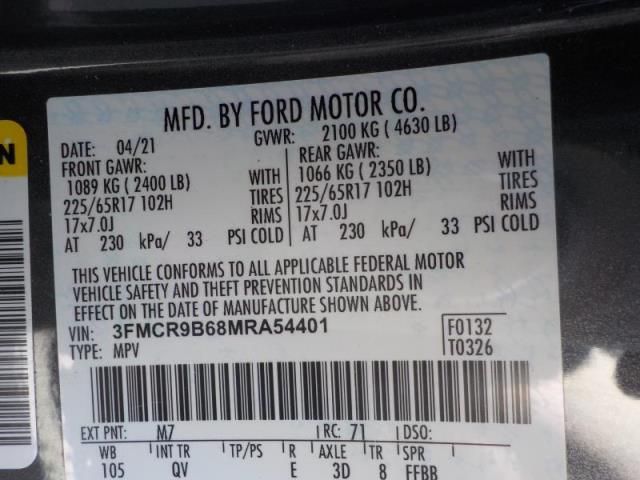 MFD. BY FORD MOTOR CO.
DATE: 04/21 GVWR: 2100 KG ( 4630 LB)
FRONT GAWR: REAR GAWR:
1089 KG ( 2400 LB) WITH 1066 KG ( 2350 LB) WITH
225/65R17 102H TIRES 225/65R17 102H TIRES
17x7.0J RIMS 17x7.0J RIMS
AT 230 kPa/ 33 PSI COLD AT 230 kPa/ 33 PSI COLD
THIS VEHICLE CONFORMS TO ALL APPLICABLE FEDERAL MOTOR
VEHICLE SAFETY AND THEFT PREVENTION STANDARDS IN
EFFECT ON THE DATE OF MANUFACTURE SHOWN ABOVE.
VIN: 3FMCR9B68MRA54401 F0132
TYPE: MPV T0326
EXT PNT: M7 RC: 71 DSO:
WB INT TR TP/PS R AXLE TR SPR
105 QV E 3D 8 FFBB
N